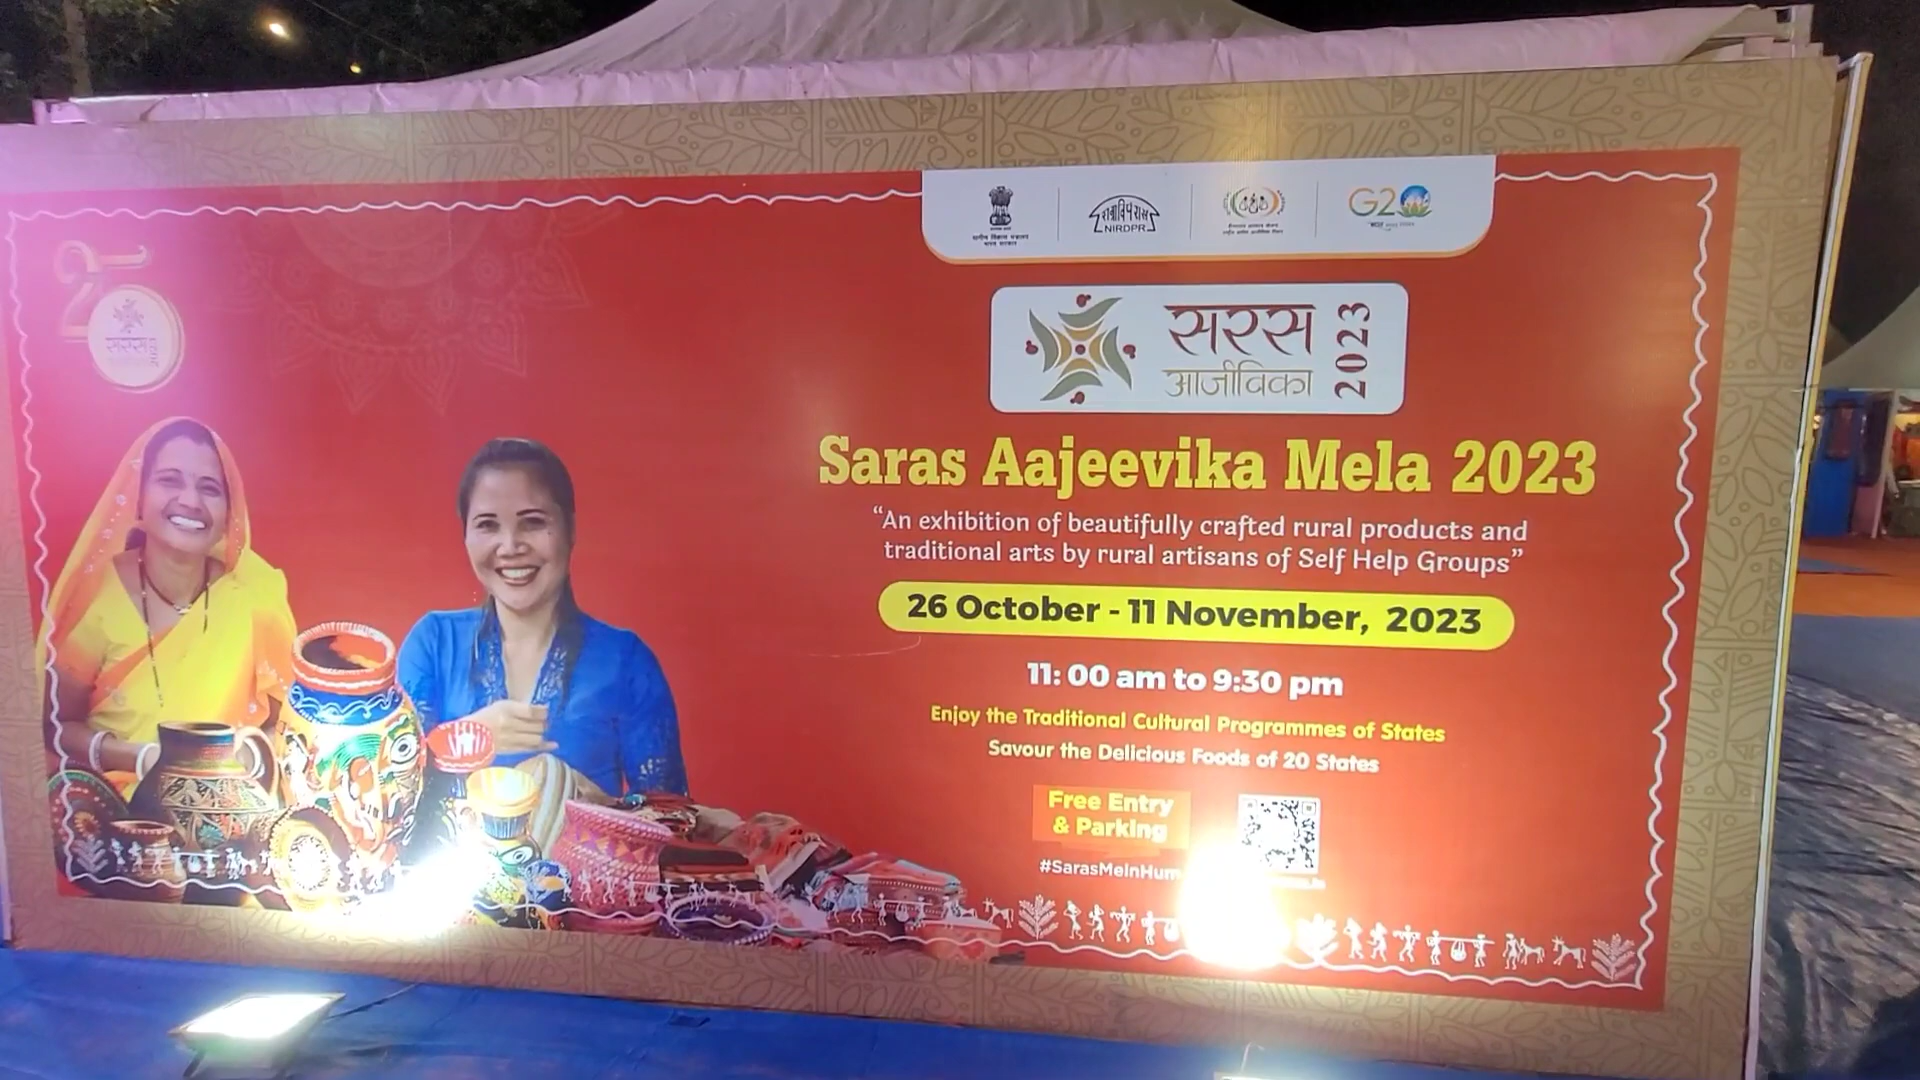 NIRDPR
G20
सरस
आजीविका
2023
सरस
Saras Aajeevika Mela 2023
“An exhibition of beautifully crafted rural products and
traditional arts by rural artisans of Self Help Groups”
26 October - 11 November, 2023
11: 00 am to 9:30 pm
Enjoy the Traditional Cultural Programmes of States
Savour the Delicious Foods of 20 States
Free Entry
& Parking